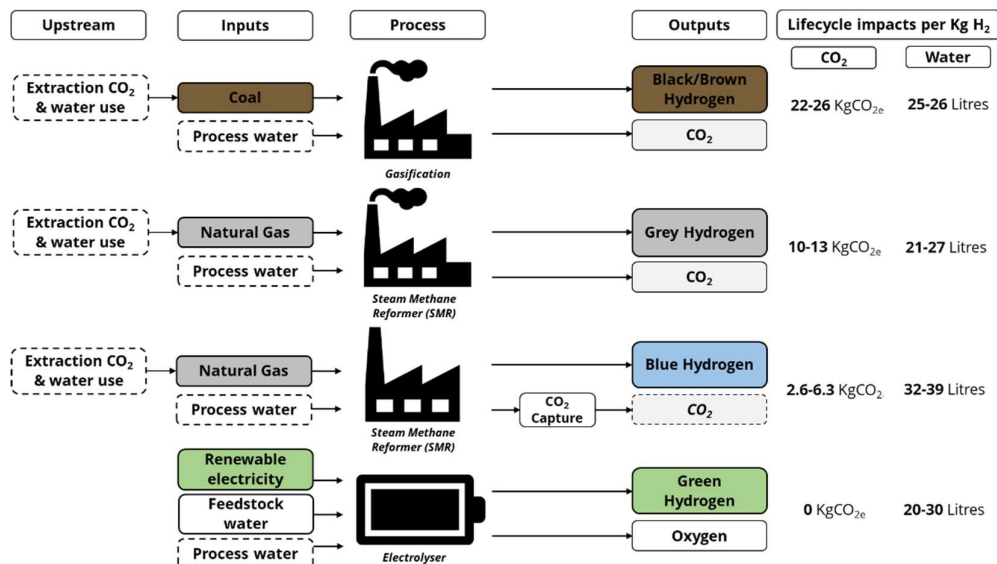 Upstream
Inputs
Process
Outputs
Lifecycle impacts per Kg H₂
CO₂
Water
Extraction CO₂
& water use
Coal
Process water
Gasification
Black/Brown
Hydrogen
CO₂
22-26 KgCO₂ₑ
25-26 Litres
Extraction CO₂
& water use
Natural Gas
Process water
Steam Methane
Reformer (SMR)
Grey Hydrogen
CO₂
10-13 KgCO₂ₑ
21-27 Litres
Extraction CO₂
& water use
Natural Gas
Process water
Steam Methane
Reformer (SMR)
CO₂
Capture
Blue Hydrogen
CO₂
2.6-6.3 KgCO₂
32-39 Litres
Renewable
electricity
Feedstock
water
Process water
Electrolyser
Green
Hydrogen
Oxygen
0 KgCO₂ₑ
20-30 Litres